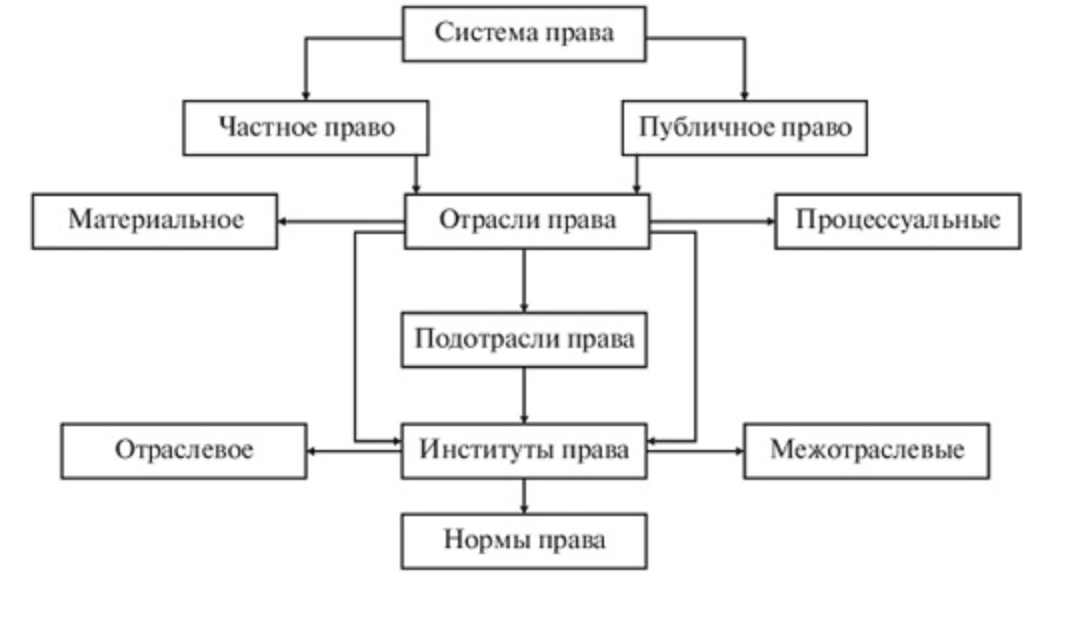 Система права
Частное право
Публичное право
Материальное
Отрасли права
Процессуальные
Подотрасли права
Отраслевое
Институты права
Межотраслевые
Нормы права